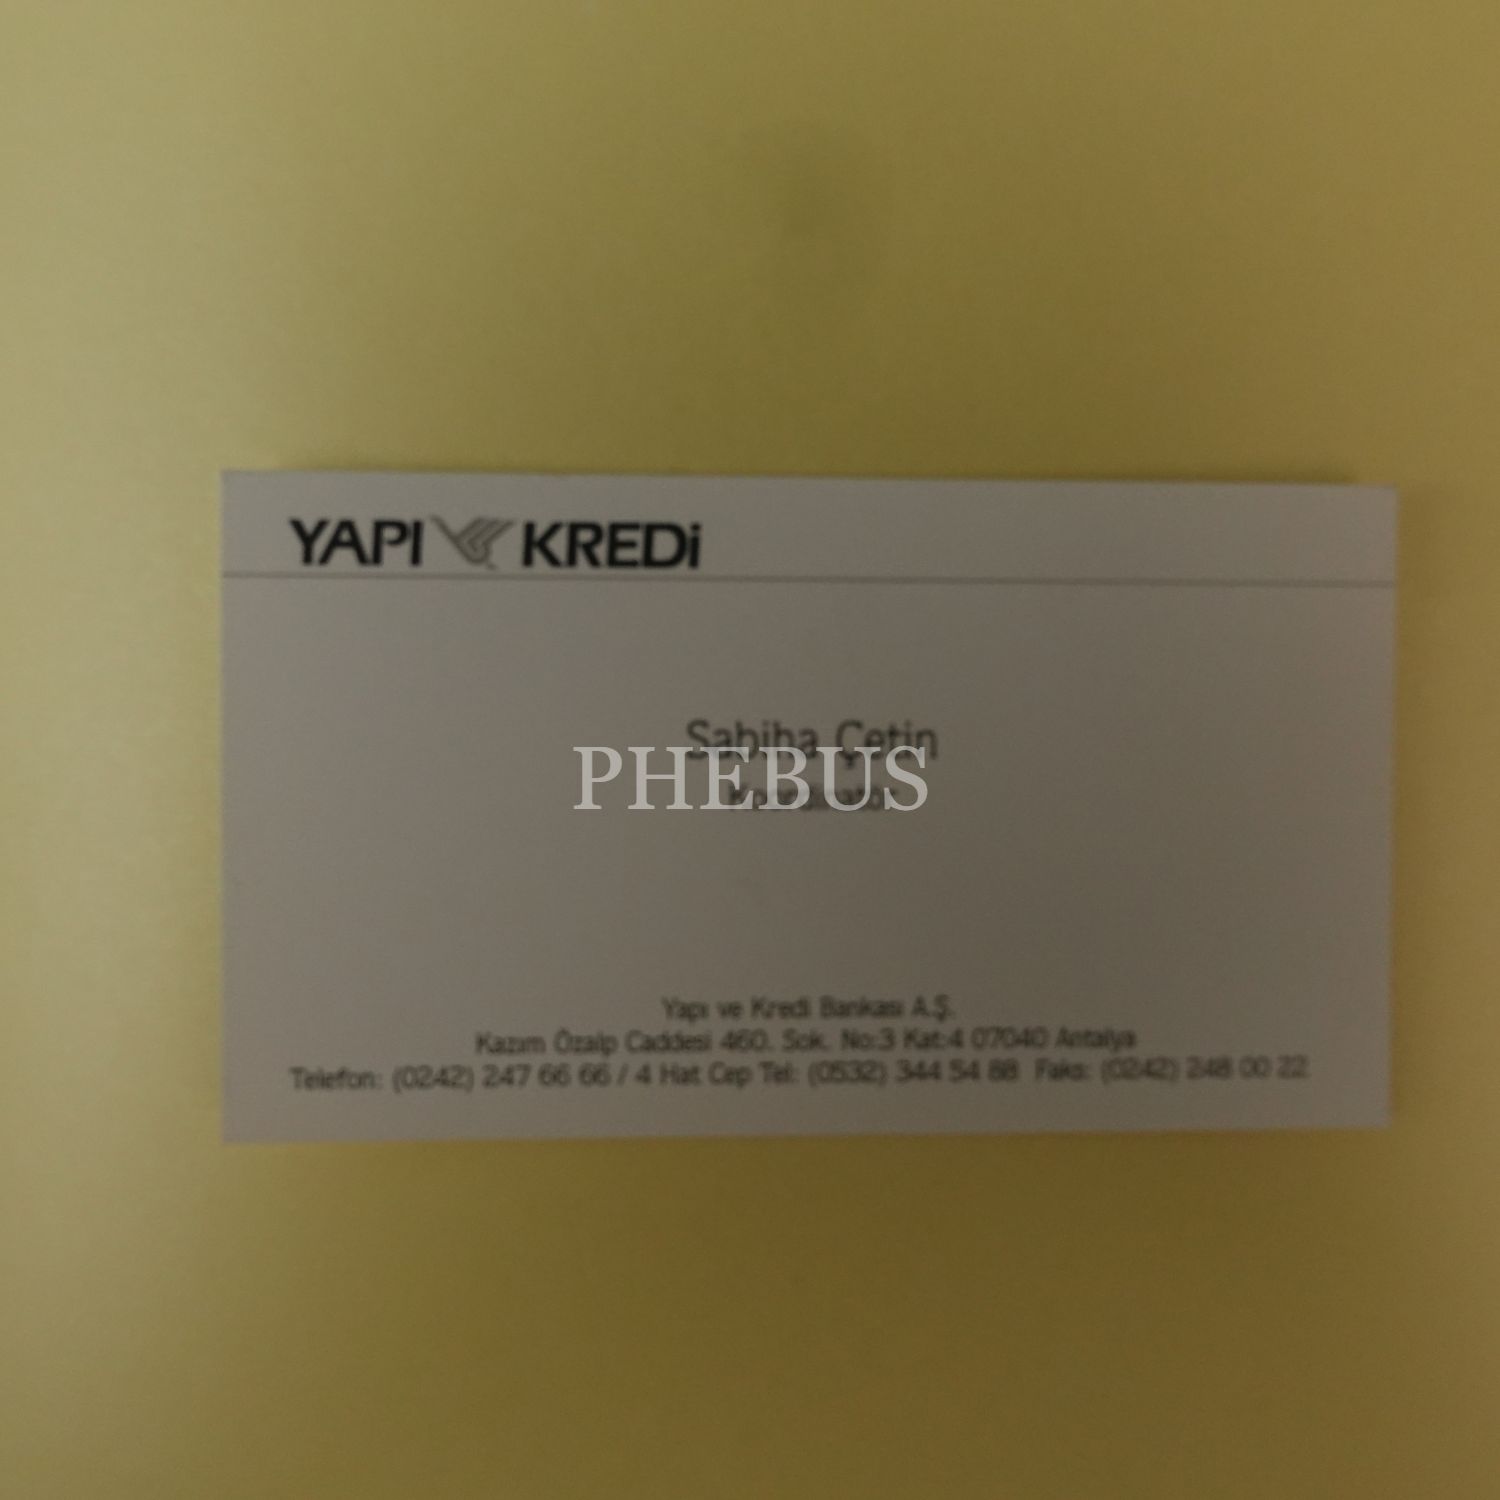 YAPI KREDi
Sabiha Çetin
PHEBUS
Koordinatör
Yapı ve Kredi Bankası A.Ş.
Kazım Özalp Caddesi 460. Sok. No:3 Kat:4 07040 Antalya
Telefon: (0242) 247 66 66 / 4 Hat Cep Tel: (0532) 344 54 88 Faks: (0242) 248 00 22